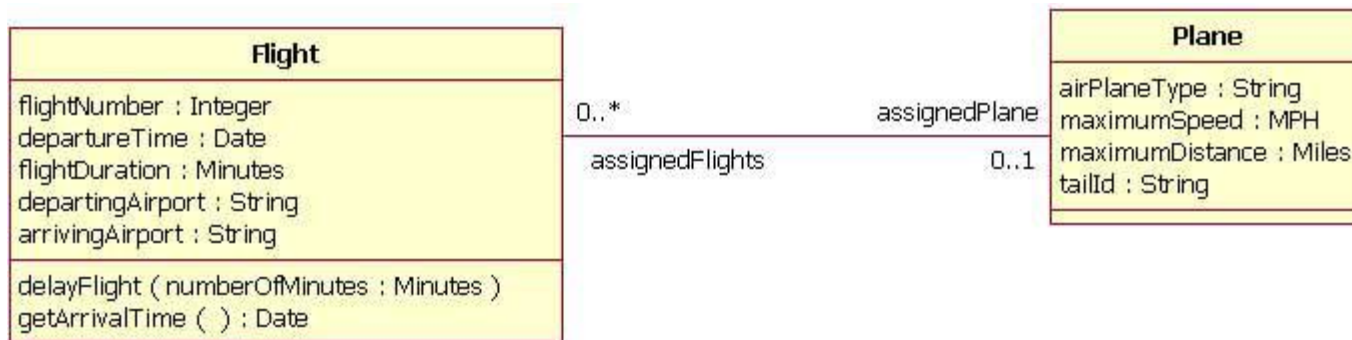 Flight
flightNumber : Integer
departureTime : Date
flightDuration : Minutes
departingAirport : String
arrivingAirport : String
delayFlight ( numberOfMinutes : Minutes )
getArrivalTime ( ) : Date
0..*
assignedFlights
assignedPlane
0..1
Plane
airPlaneType : String
maximumSpeed : MPH
maximumDistance : Miles
tailId : String